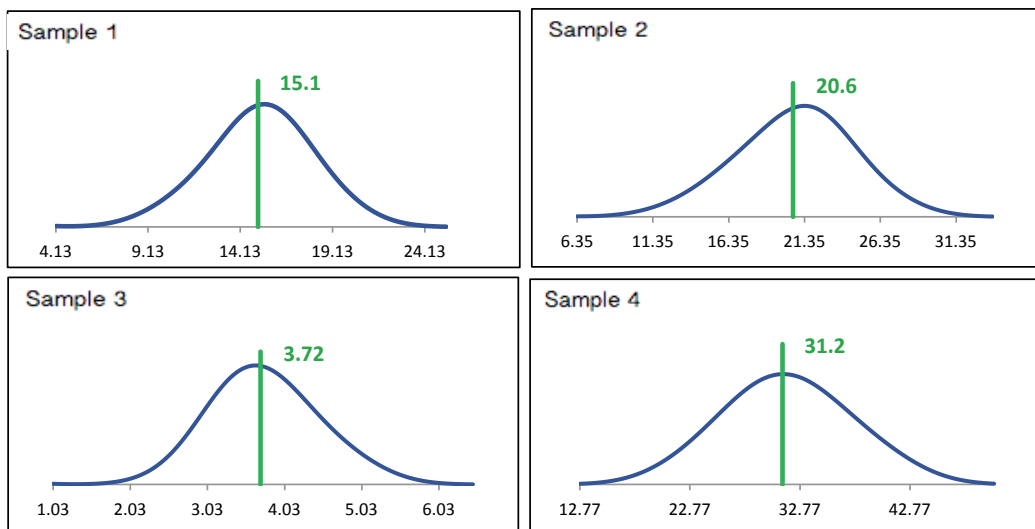 Sample 1
15.1
4.13 9.13 14.13 19.13 24.13
Sample 2
20.6
6.35 11.35 16.35 21.35 26.35 31.35
Sample 3
3.72
1.03 2.03 3.03 4.03 5.03 6.03
Sample 4
31.2
12.77 22.77 32.77 42.77